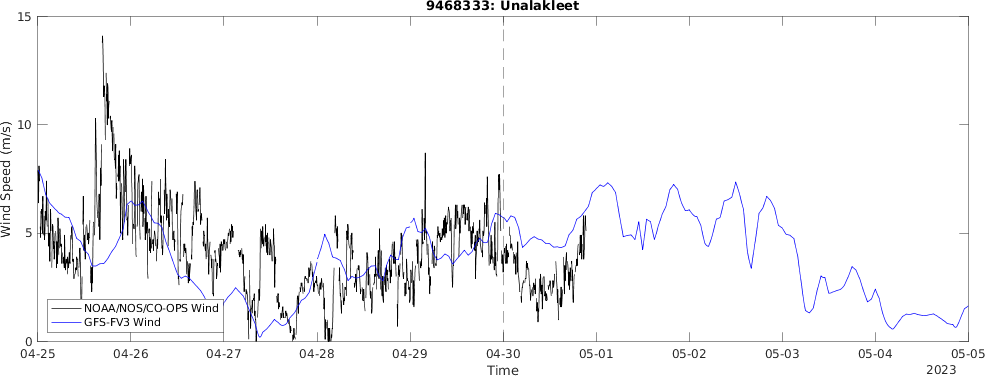 9468333: Unalakleet
15
10
5
0
Wind Speed (m/s)
NOAA/NOS/CO-OPS Wind
GFS-FV3 Wind
04-25 04-26 04-27 04-28 04-29 04-30 05-01 05-02 05-03 05-04 05-05
Time
2023